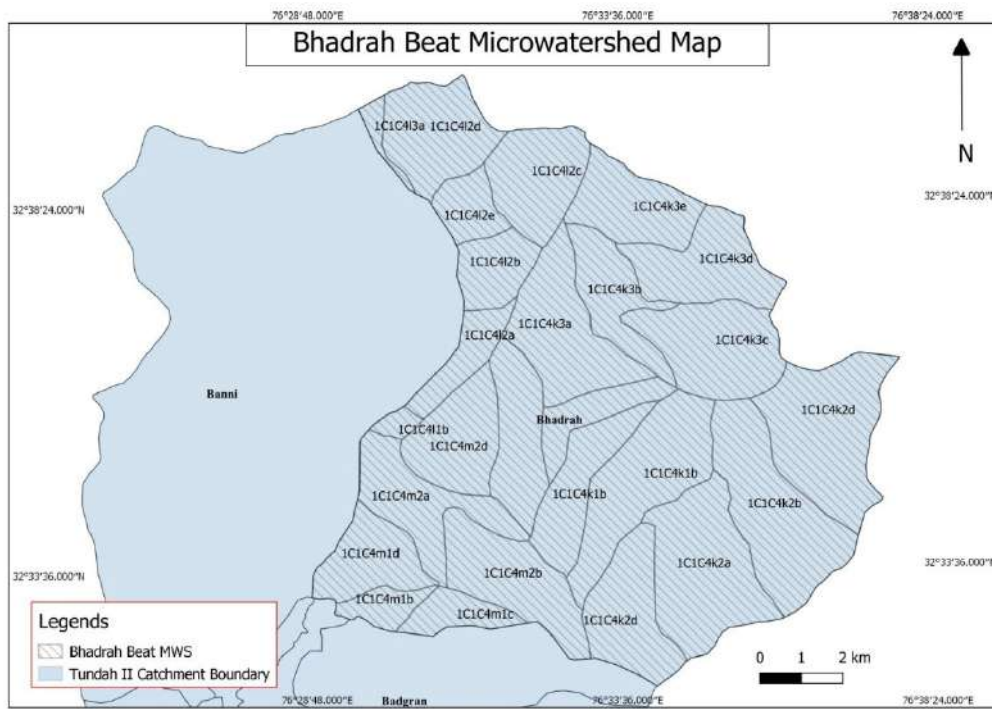 76°28'48.000"E 76°33'36.000"E 76°38'24.000"E
Bhadrah Beat Microwatershed Map
N
1C1C4l3a 1C1C4l2d
1C1C4l2c
32°38'24.000"N 32°38'24.000"N
1C1C4k3e
1C1C4l2e
1C1C4k3d
1C1C4l2b
1C1C4k3b
1C1C4k3a
1C1C4l2a
1C1C4k3c
Banni
1C1C4k2d
Bhadrah
1C1C4l1b
1C1C4m2d
1C1C4k1b
1C1C4m2a
1C1C4k1b
1C1C4k2b
1C1C4m1d
32°33'36.000"N 32°33'36.000"N
1C1C4k2a
1C1C4m2b
1C1C4m1b
1C1C4m1c
1C1C4k2d
Legends
Bhadrah Beat MWS
Tundah II Catchment Boundary
0 1 2 km
76°28'48.000"E 76°33'36.000"E 76°38'24.000"E
Badgran